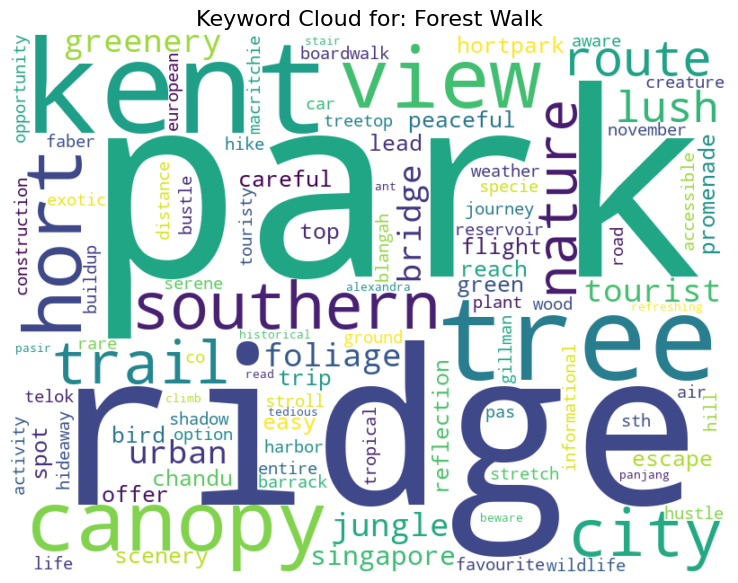 Keyword Cloud for: Forest Walk
opportunity
greenery
kent
european
macritchie
stair
boardwalk
view
hortpark
aware
route
creature
faber
hike
car
treetop
peaceful
lush
november
construction
hort
exotic
buildup
park
distance
bustle
careful
touristy
top
lead
ant
blangah
bridge
weather
specie
journey
reservoir
flight
reach
nature
road
accessible
promenade
serene
southern
alexandra
green
plant
wood
tourist
refreshing
pasir
rare
trail
co
historical
ground
foliage
read
trip
tree
gillman
telok
climb
stroll
tedious
easy
reflection
pas
informational
sth
air
hill
activity
spot
hideaway
ridge
shadow
bird
option
urban
chandu
offer
harbor
entire
barrack
tropical
stretch
escape
panjang
canopy
jungle
beware
city
hustle
life
scenery
singapore
favourite
wildlife